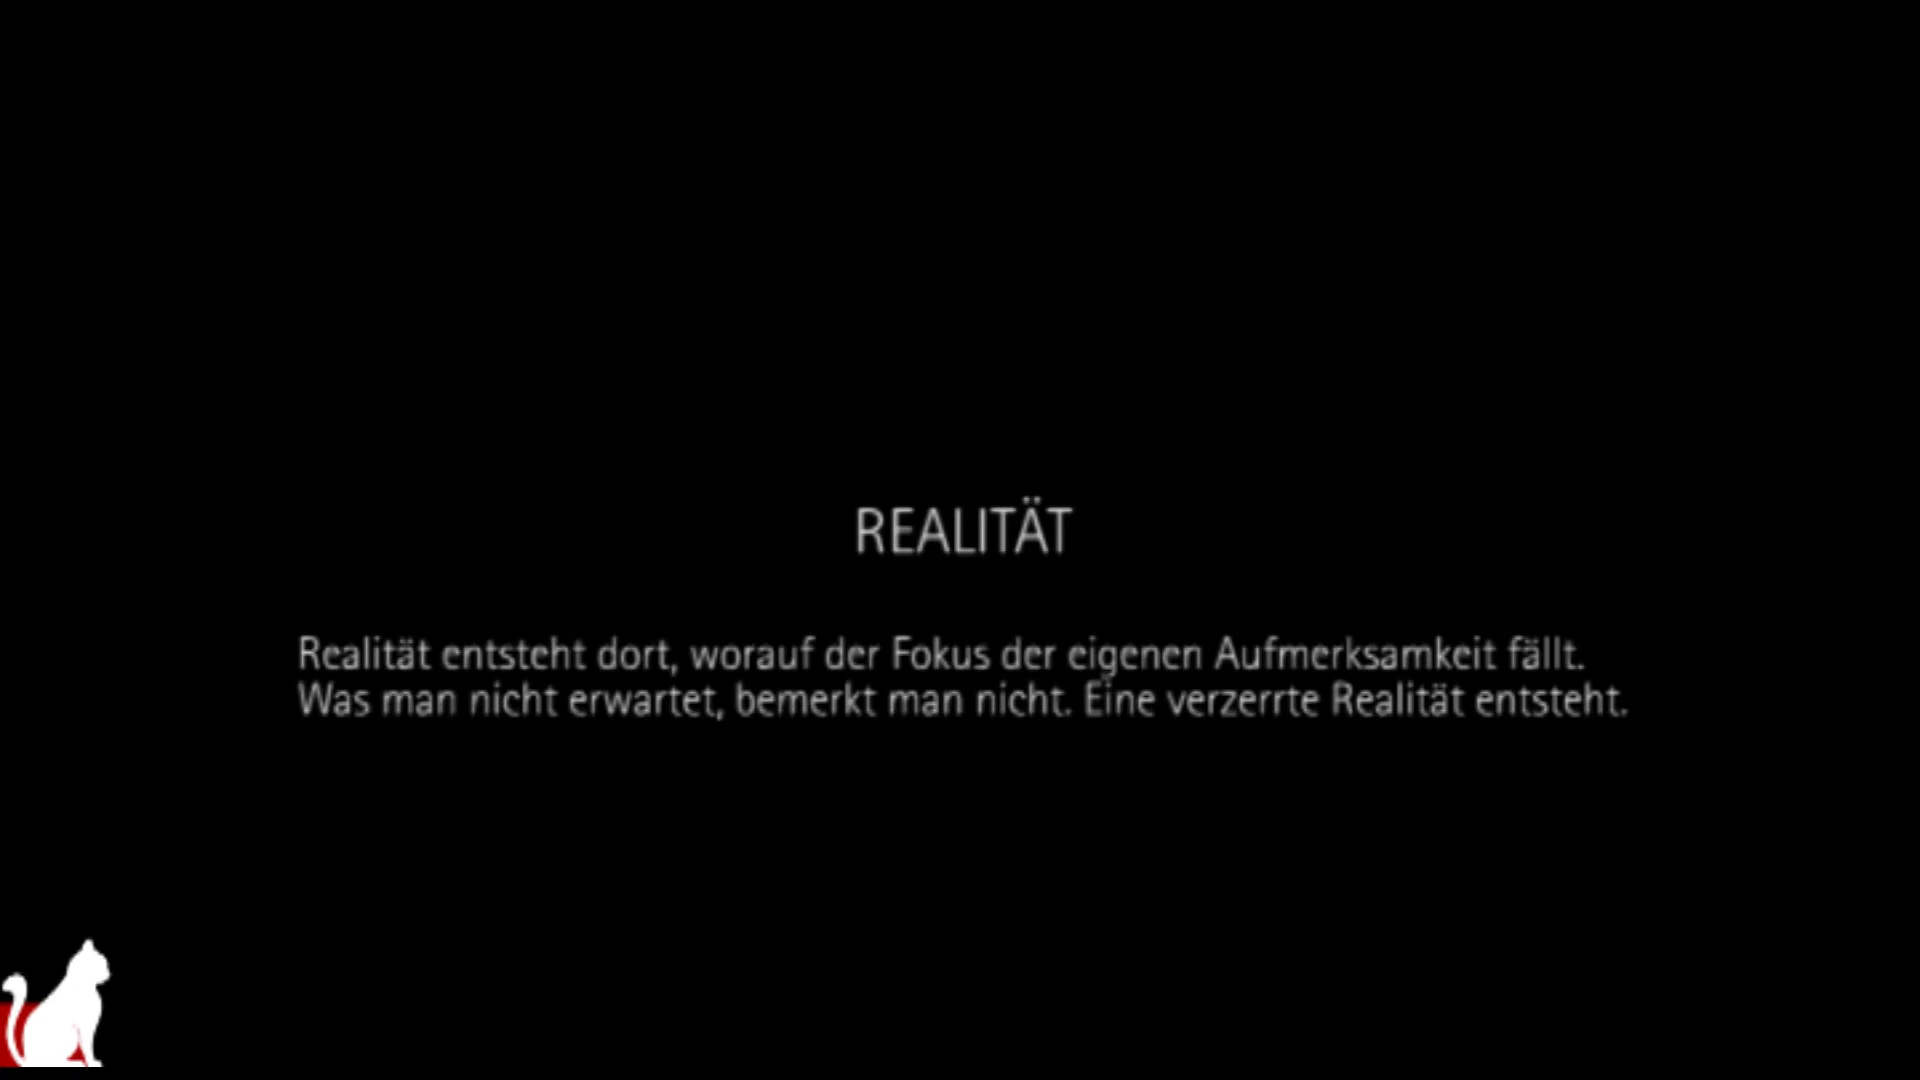 REALITÄT
Realität entsteht dort, worauf der Fokus der eigenen Aufmerksamkeit fällt.
Was man nicht erwartet, bemerkt man nicht. Eine verzerrte Realität entsteht.